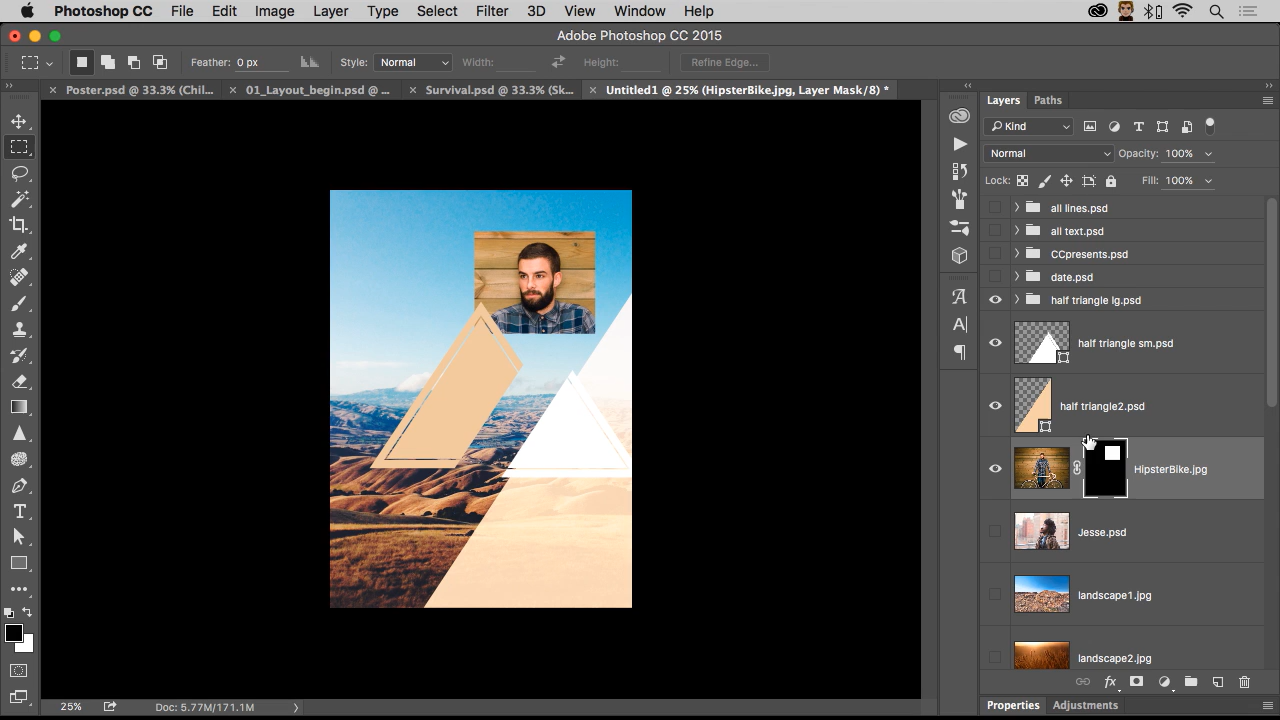 Photoshop CC File Edit Image Layer Type Select Filter 3D View Window Help
Adobe Photoshop CC 2015
Feather: 0 px Style: Normal Width: Height: Refine Edge...
Poster.psd @ 33.3% (Chil... 01_Layout_begin.psd @ ... Survival.psd @ 33.3% (Sk... Untitled1 @ 25% (HipsterBike.jpg, Layer Mask/8) *
Layers Paths
Kind
Normal Opacity: 100%
Lock: Fill: 100%
all lines.psd
all text.psd
CCpresents.psd
date.psd
half triangle lg.psd
half triangle sm.psd
half triangle2.psd
HipsterBike.jpg
Jesse.psd
landscape1.jpg
landscape2.jpg
25% Doc: 5.77M/171.1M
Properties Adjustments